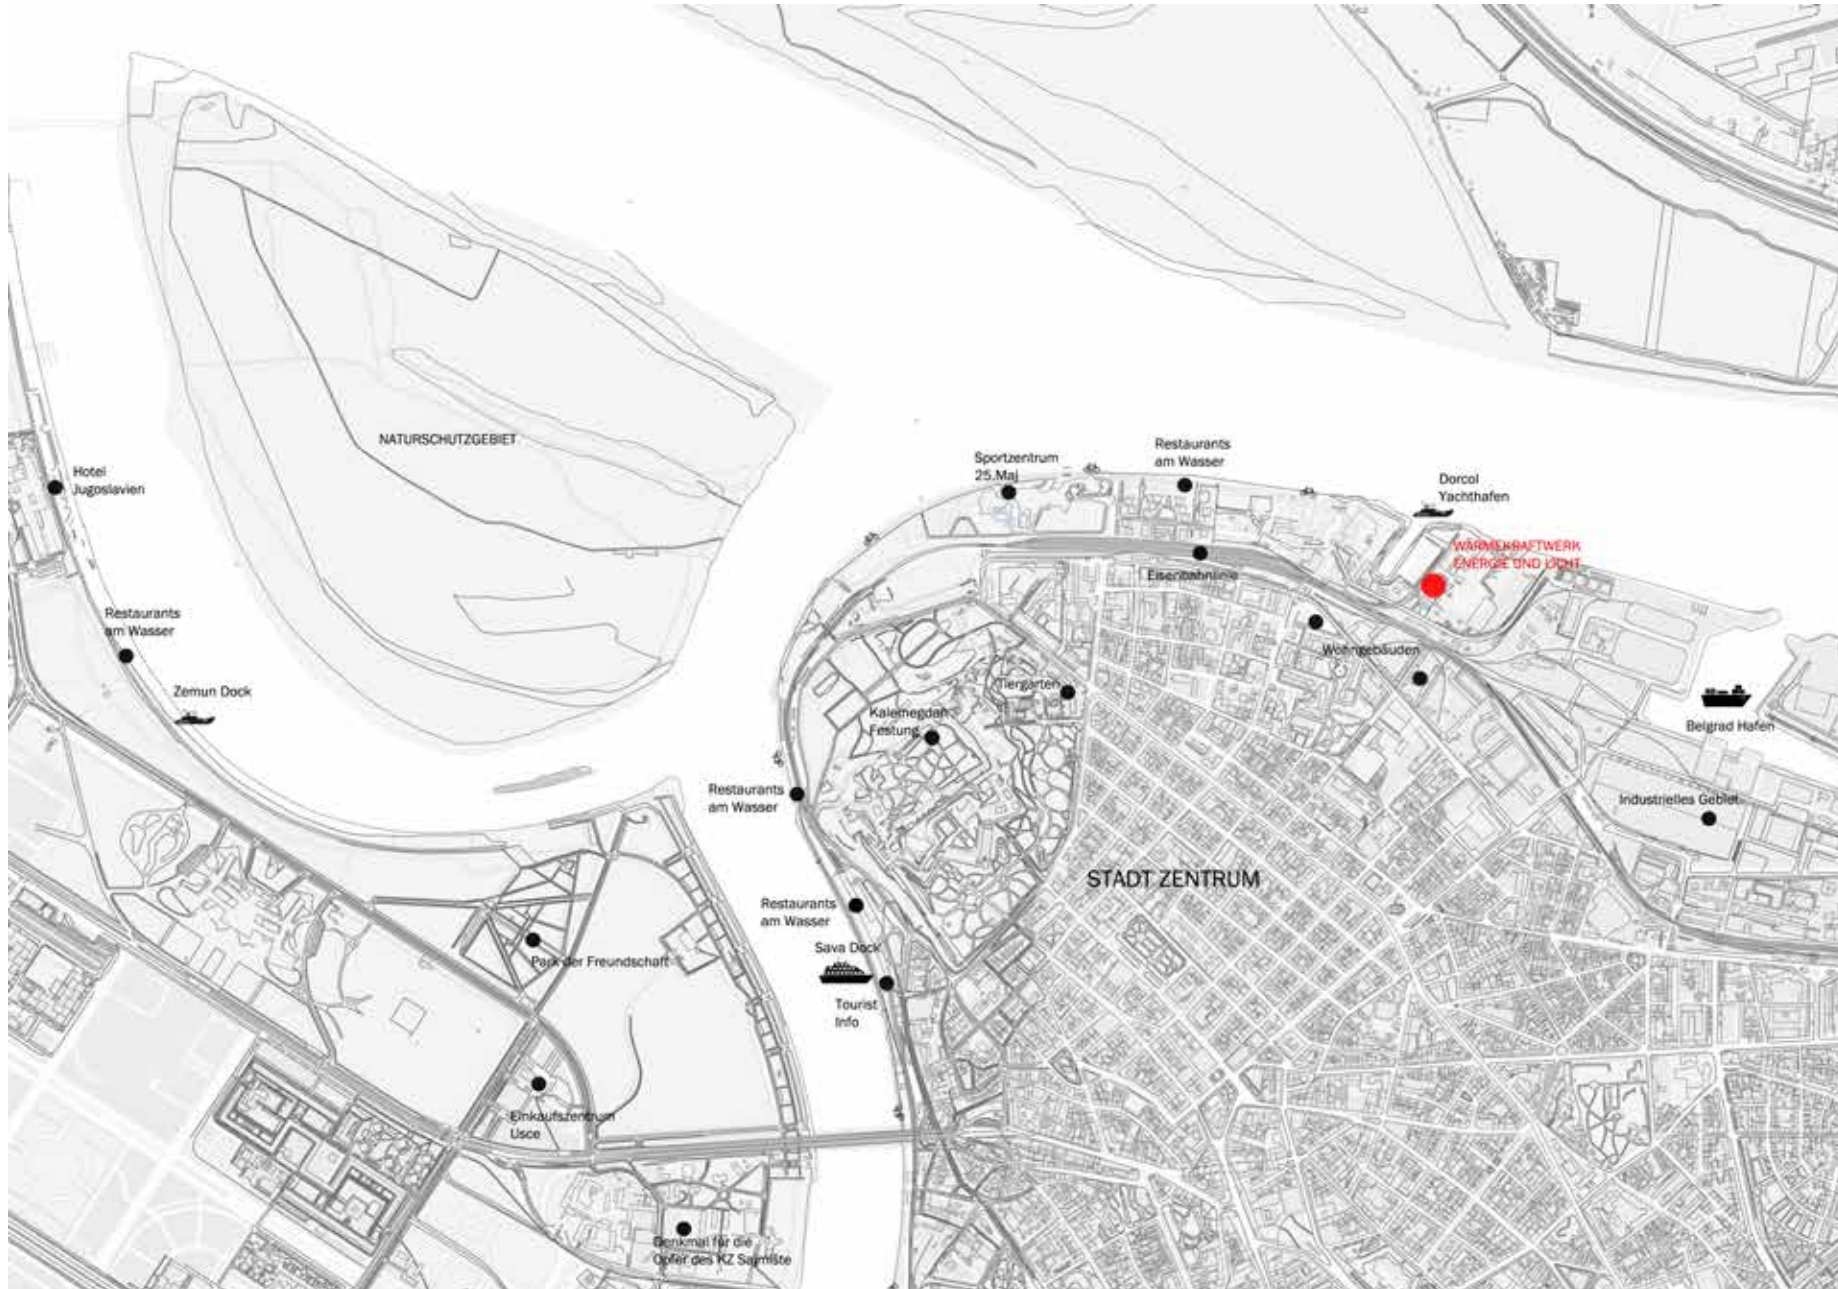 NATURSCHUTZGEBIET
Hotel
Jugoslavien
Restaurants
am Wasser
Zemun Dock
Sportzentrum
25.Maj
Restaurants
am Wasser
Dorcol
Yachthafen
WÄRMEKRAFTWERK
ENERGIE UND LICHT
Eisenbahnlinie
Wohngebäuden
Tiergarten
Kalemegdan
Festung
Belgrad Hafen
Restaurants
am Wasser
Industrielles Gebiet
STADT ZENTRUM
Restaurants
am Wasser
Sava Dock
Park der Freundschaft
Tourist
Info
Einkaufszentrum
Usce
Denkmal für die
Opfer des KZ Sajmiste